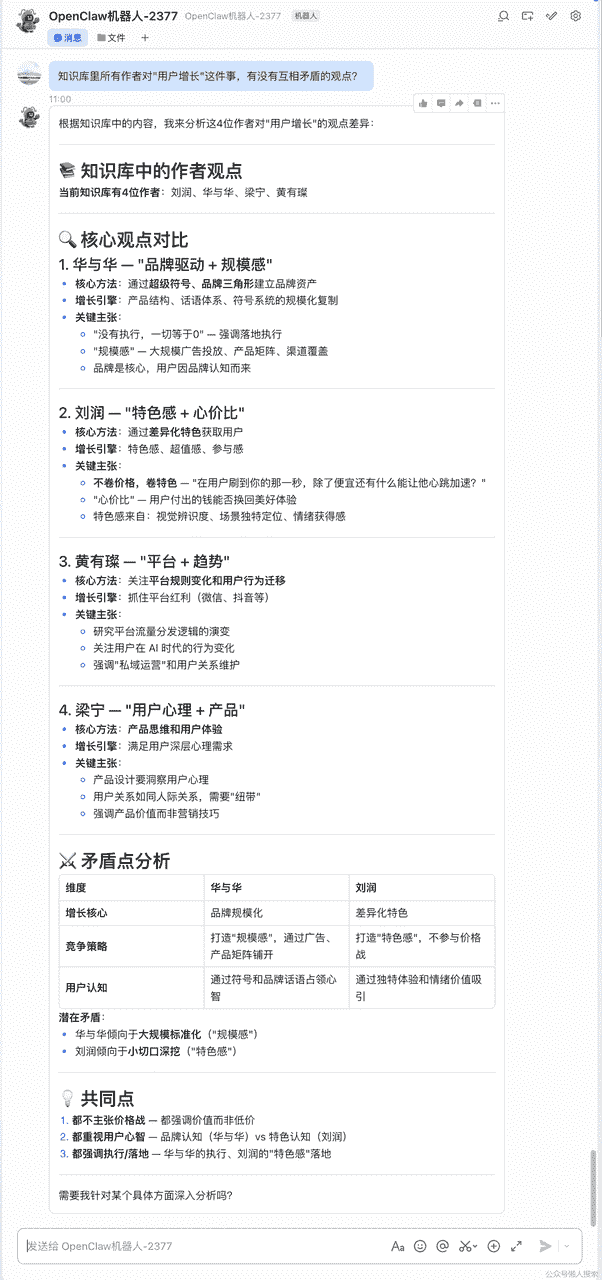 OpenClaw机器人-2377 OpenClaw机器人-2377 机器人
消息 文件 +
知识库里所有作者对"用户增长"这件事，有没有互相矛盾的观点？
11:00
根据知识库中的内容，我来分析这4位作者对"用户增长"的观点差异：
知识库中的作者观点
当前知识库有4位作者：刘润、华与华、梁宁、黄有璨
核心观点对比
1. 华与华 — "品牌驱动 + 规模感"
核心方法：通过超级符号、品牌三角形建立品牌资产
增长引擎：产品结构、话语体系、符号系统的规模化复制
关键主张：
"没有执行，一切等于0" — 强调落地执行
"规模感" — 大规模广告投放、产品矩阵、渠道覆盖
品牌是核心，用户因品牌认知而来
2. 刘润 — "特色感 + 心价比"
核心方法：通过差异化特色获取用户
增长引擎：特色感、超值感、参与感
关键主张：
不卷价格，卷特色 — "在用户刷到你的那一秒，除了便宜还有什么能让他心跳加速？"
"心价比" — 用户付出的钱能否换回美好体验
特色感来自：视觉辨识度、场景独特定位、情绪获得感
3. 黄有璨 — "平台 + 趋势"
核心方法：关注平台规则变化和用户行为迁移
增长引擎：抓住平台红利（微信、抖音等）
关键主张：
研究平台流量分发逻辑的演变
关注用户在 AI 时代的行为变化
强调"私域运营"和用户关系维护
4. 梁宁 — "用户心理 + 产品"
核心方法：产品思维和用户体验
增长引擎：满足用户深层心理需求
关键主张：
产品设计要洞察用户心理
用户关系如同人际关系，需要"纽带"
强调产品价值而非营销技巧
矛盾点分析
维度 华与华 刘润
增长核心 品牌规模化 差异化特色
竞争策略 打造"规模感"，通过广告、产品矩阵铺开 打造"特色感"，不参与价格战
用户认知 通过符号和品牌话语占领心智 通过独特体验和情绪价值吸引
潜在矛盾：
华与华倾向于大规模标准化（"规模感"）
刘润倾向于小切口深挖（"特色感"）
共同点
1. 都不主张价格战 — 都强调价值而非低价
2. 都重视用户心智 — 品牌认知（华与华）vs 特色认知（刘润）
3. 都强调执行/落地 — 华与华的执行、刘润的"特色感"落地
需要我针对某个具体方面深入分析吗？
发送给 OpenClaw机器人-2377
Aa
公众号懒人搜索